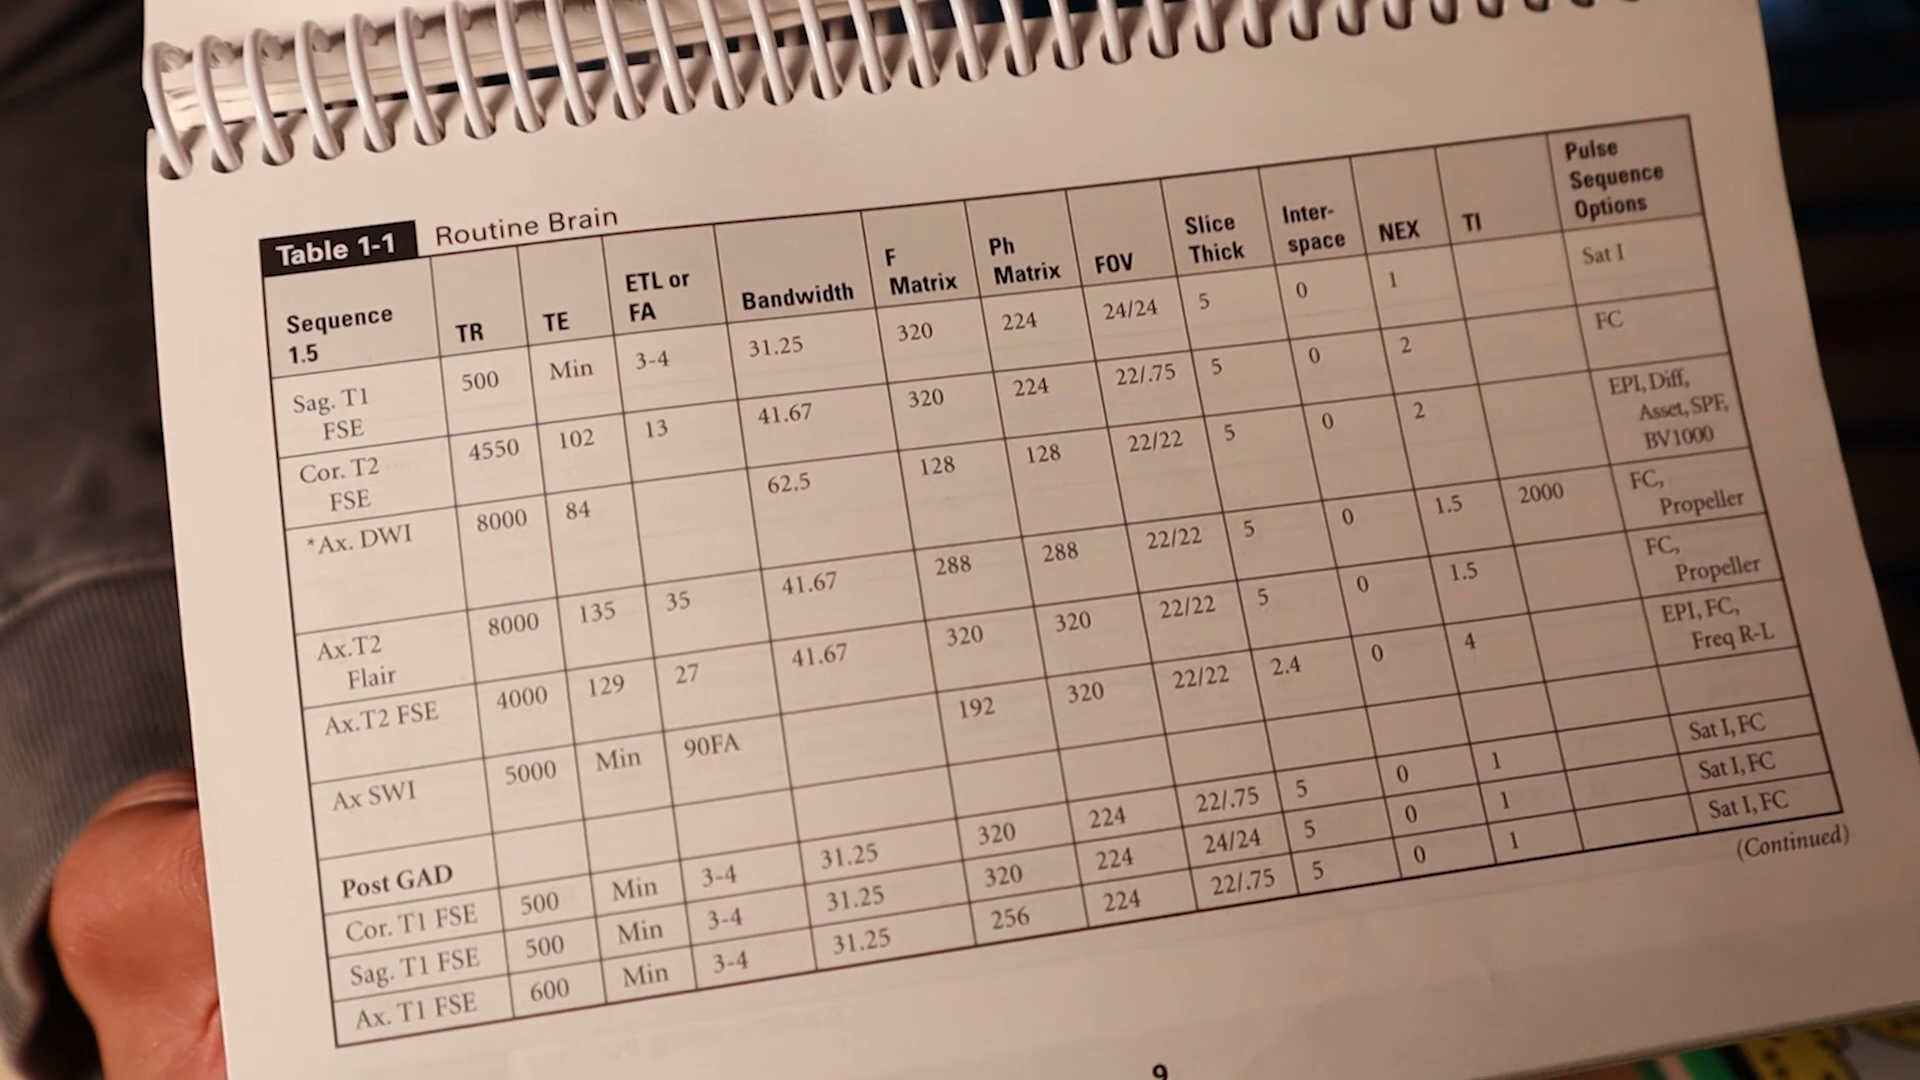 Table 1-1 Routine Brain
Sequence 1.5 TR TE ETL or FA Bandwidth F Matrix Ph Matrix FOV Slice Thick Inter-space NEX TI Pulse Sequence Options
Sag. T1 FSE 500 Min 3-4 31.25 320 224 24/24 5 0 1 Sat I
Cor. T2 FSE 4550 102 13 41.67 320 224 22/.75 5 0 2 FC
*Ax. DWI 8000 84 62.5 128 128 22/22 5 0 2 EPI, Diff, Asset, SPF, BV1000
Ax.T2 Flair 8000 135 35 41.67 288 288 22/22 5 0 1.5 2000 FC, Propeller
Ax.T2 FSE 4000 129 27 41.67 320 320 22/22 5 0 1.5 FC, Propeller
Ax SWI 5000 Min 90FA 192 320 22/22 2.4 0 4 EPI, FC, Freq R-L
Post GAD
Cor. T1 FSE 500 Min 3-4 31.25 320 224 22/.75 5 0 1 Sat I, FC
Sag. T1 FSE 500 Min 3-4 31.25 320 224 24/24 5 0 1 Sat I, FC
Ax. T1 FSE 600 Min 3-4 31.25 256 224 22/.75 5 0 1 Sat I, FC
(Continued)
9